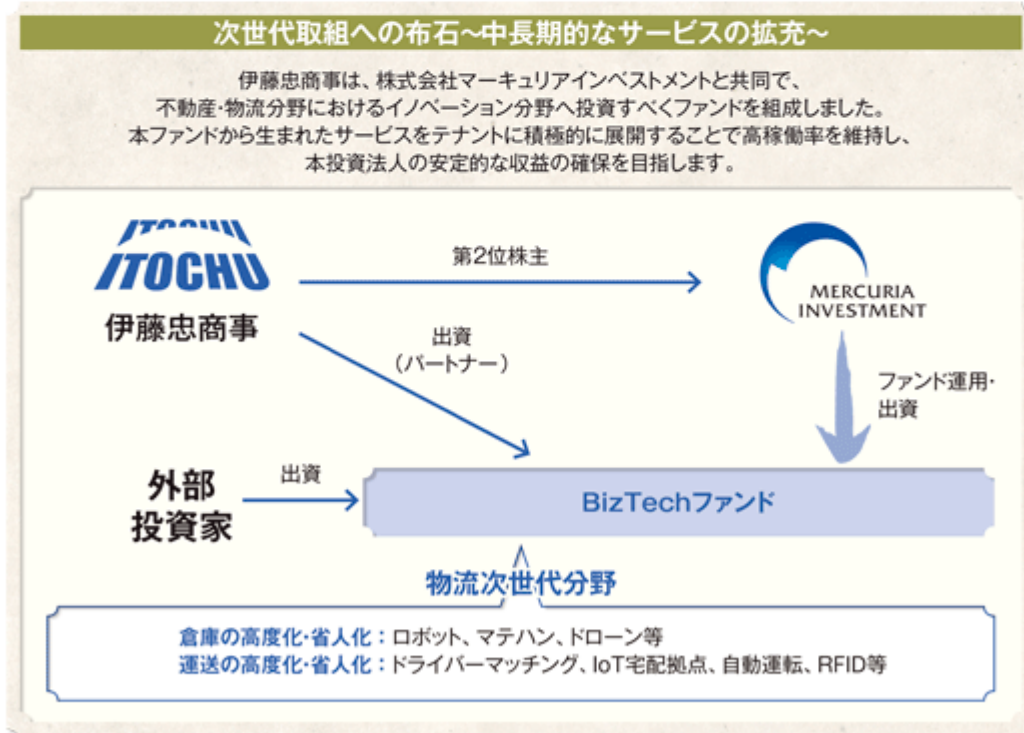 次世代取組への布石~中長期的なサービスの拡充~
伊藤忠商事は、株式会社マーキュリアインベストメントと共同で、
不動産・物流分野におけるイノベーション分野へ投資すべくファンドを組成しました。
本ファンドから生まれたサービスをテナントに積極的に展開することで高稼働率を維持し、
本投資法人の安定的な収益の確保を目指します。
ITOCHU
ITOCHU
伊藤忠商事
第2位株主
MERCURIA
INVESTMENT
出資
(パートナー)
ファンド運用・
出資
外部
投資家
出資
BizTechファンド
物流次世代分野
倉庫の高度化・省人化：ロボット、マテハン、ドローン等
運送の高度化・省人化：ドライバーマッチング、IoT宅配拠点、自動運転、RFID等